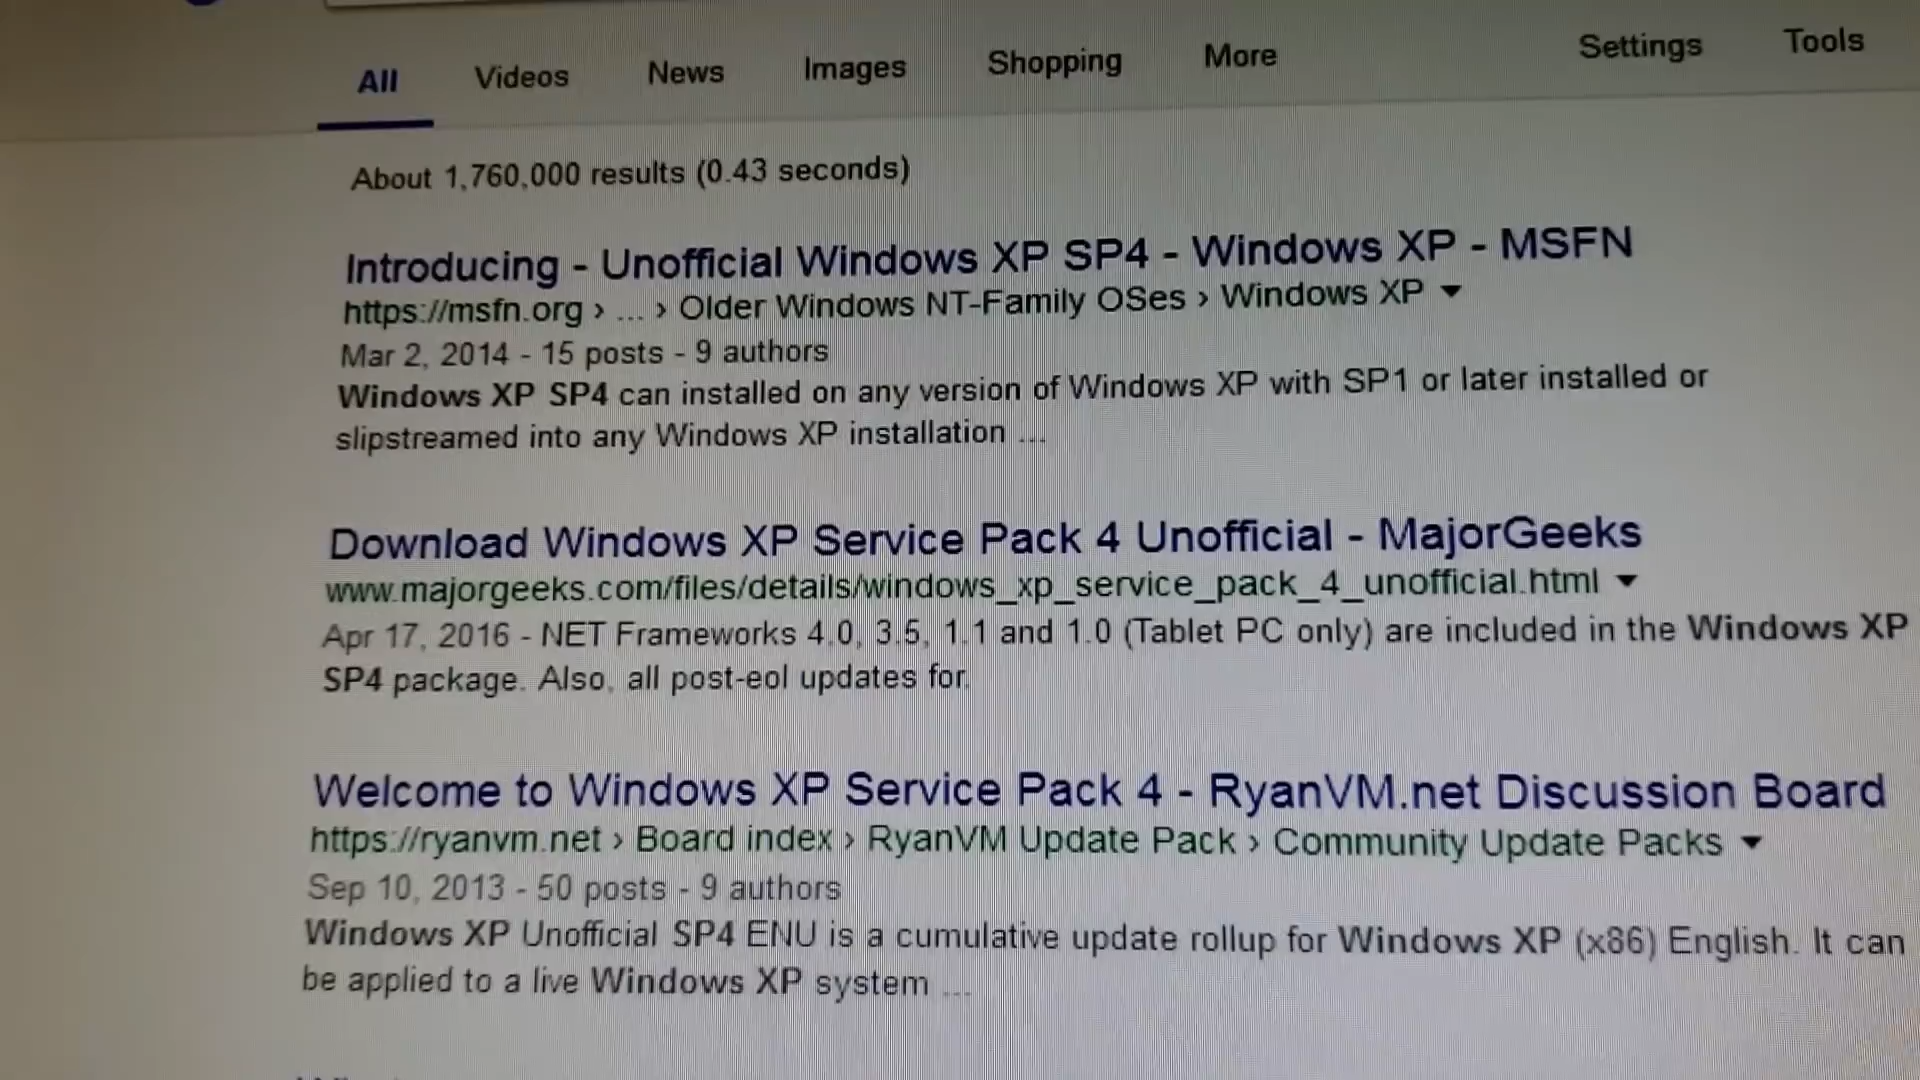 All Videos News Images Shopping More Settings Tools
About 1,760,000 results (0.43 seconds)
Introducing - Unofficial Windows XP SP4 - Windows XP - MSFN
https://msfn.org › ... › Older Windows NT-Family OSes › Windows XP
Mar 2, 2014 - 15 posts - 9 authors
Windows XP SP4 can installed on any version of Windows XP with SP1 or later installed or
slipstreamed into any Windows XP installation ...
Download Windows XP Service Pack 4 Unofficial - MajorGeeks
www.majorgeeks.com/files/details/windows_xp_service_pack_4_unofficial.html
Apr 17, 2016 - NET Frameworks 4.0, 3.5, 1.1 and 1.0 (Tablet PC only) are included in the Windows XP
SP4 package. Also, all post-eol updates for.
Welcome to Windows XP Service Pack 4 - RyanVM.net Discussion Board
https://ryanvm.net › Board index › RyanVM Update Pack › Community Update Packs
Sep 10, 2013 - 50 posts - 9 authors
Windows XP Unofficial SP4 ENU is a cumulative update rollup for Windows XP (x86) English. It can
be applied to a live Windows XP system ...